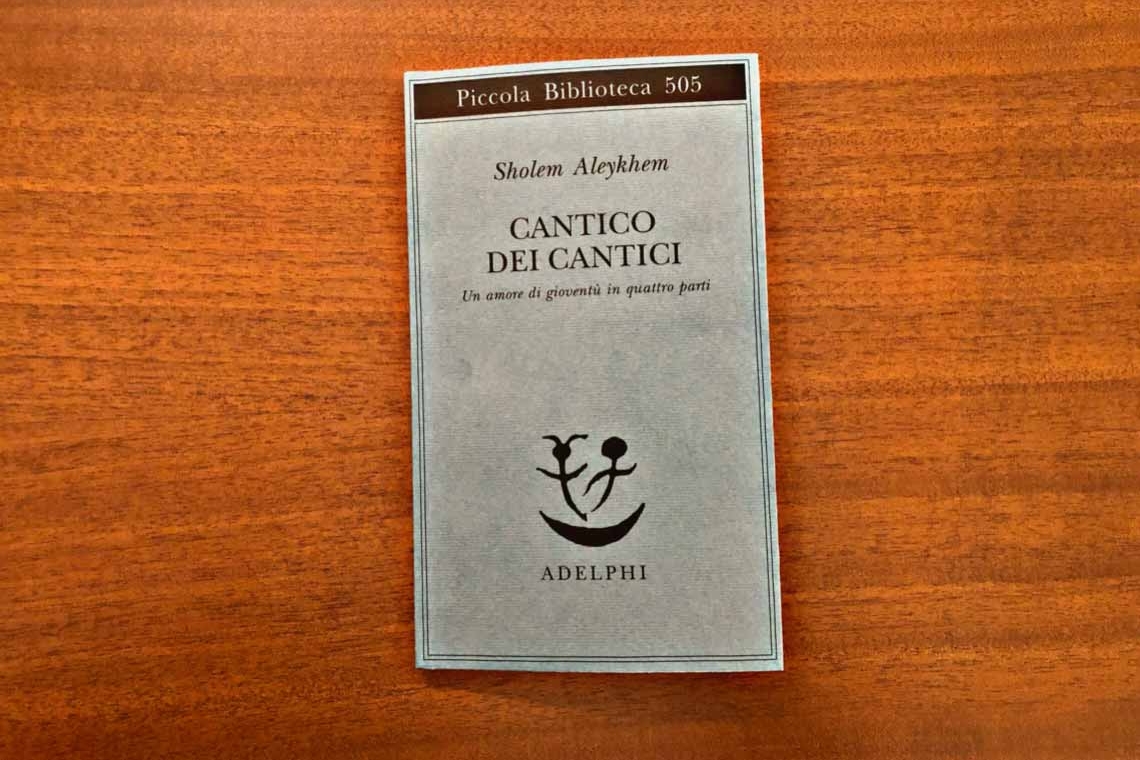 Piccola Biblioteca 505
Sholem Aleykhem
CANTICO
DEI CANTICI
Un amore di gioventù in quattro parti
ADELPHI